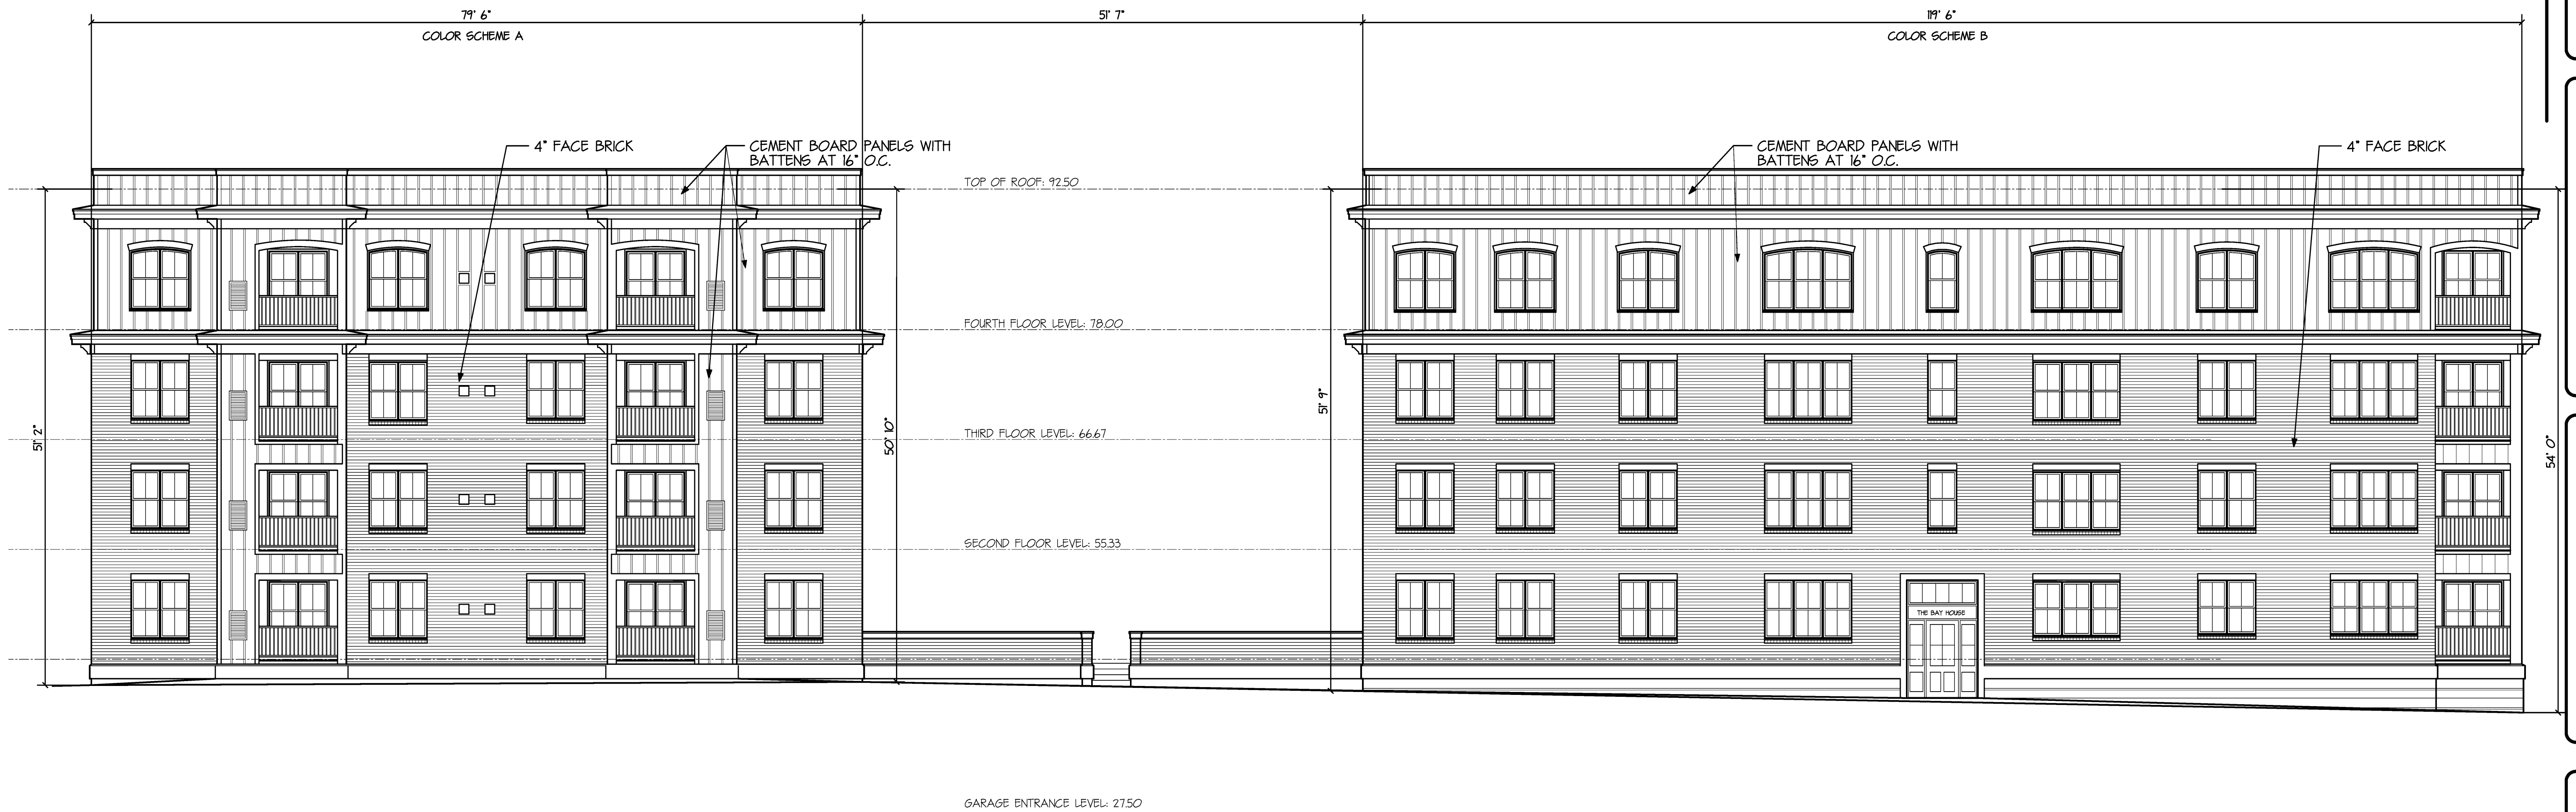 79' 6"
51' 7"
119' 6"
COLOR SCHEME A
COLOR SCHEME B
4" FACE BRICK
CEMENT BOARD PANELS WITH
BATTENS AT 16" O.C.
CEMENT BOARD PANELS WITH
BATTENS AT 16" O.C.
4" FACE BRICK
TOP OF ROOF: 92.50
FOURTH FLOOR LEVEL: 78.00
51' 2"
50' 10"
THIRD FLOOR LEVEL: 66.67
51' 9"
54' 0"
SECOND FLOOR LEVEL: 55.33
THE BAY HOUSE
GARAGE ENTRANCE LEVEL: 27.50